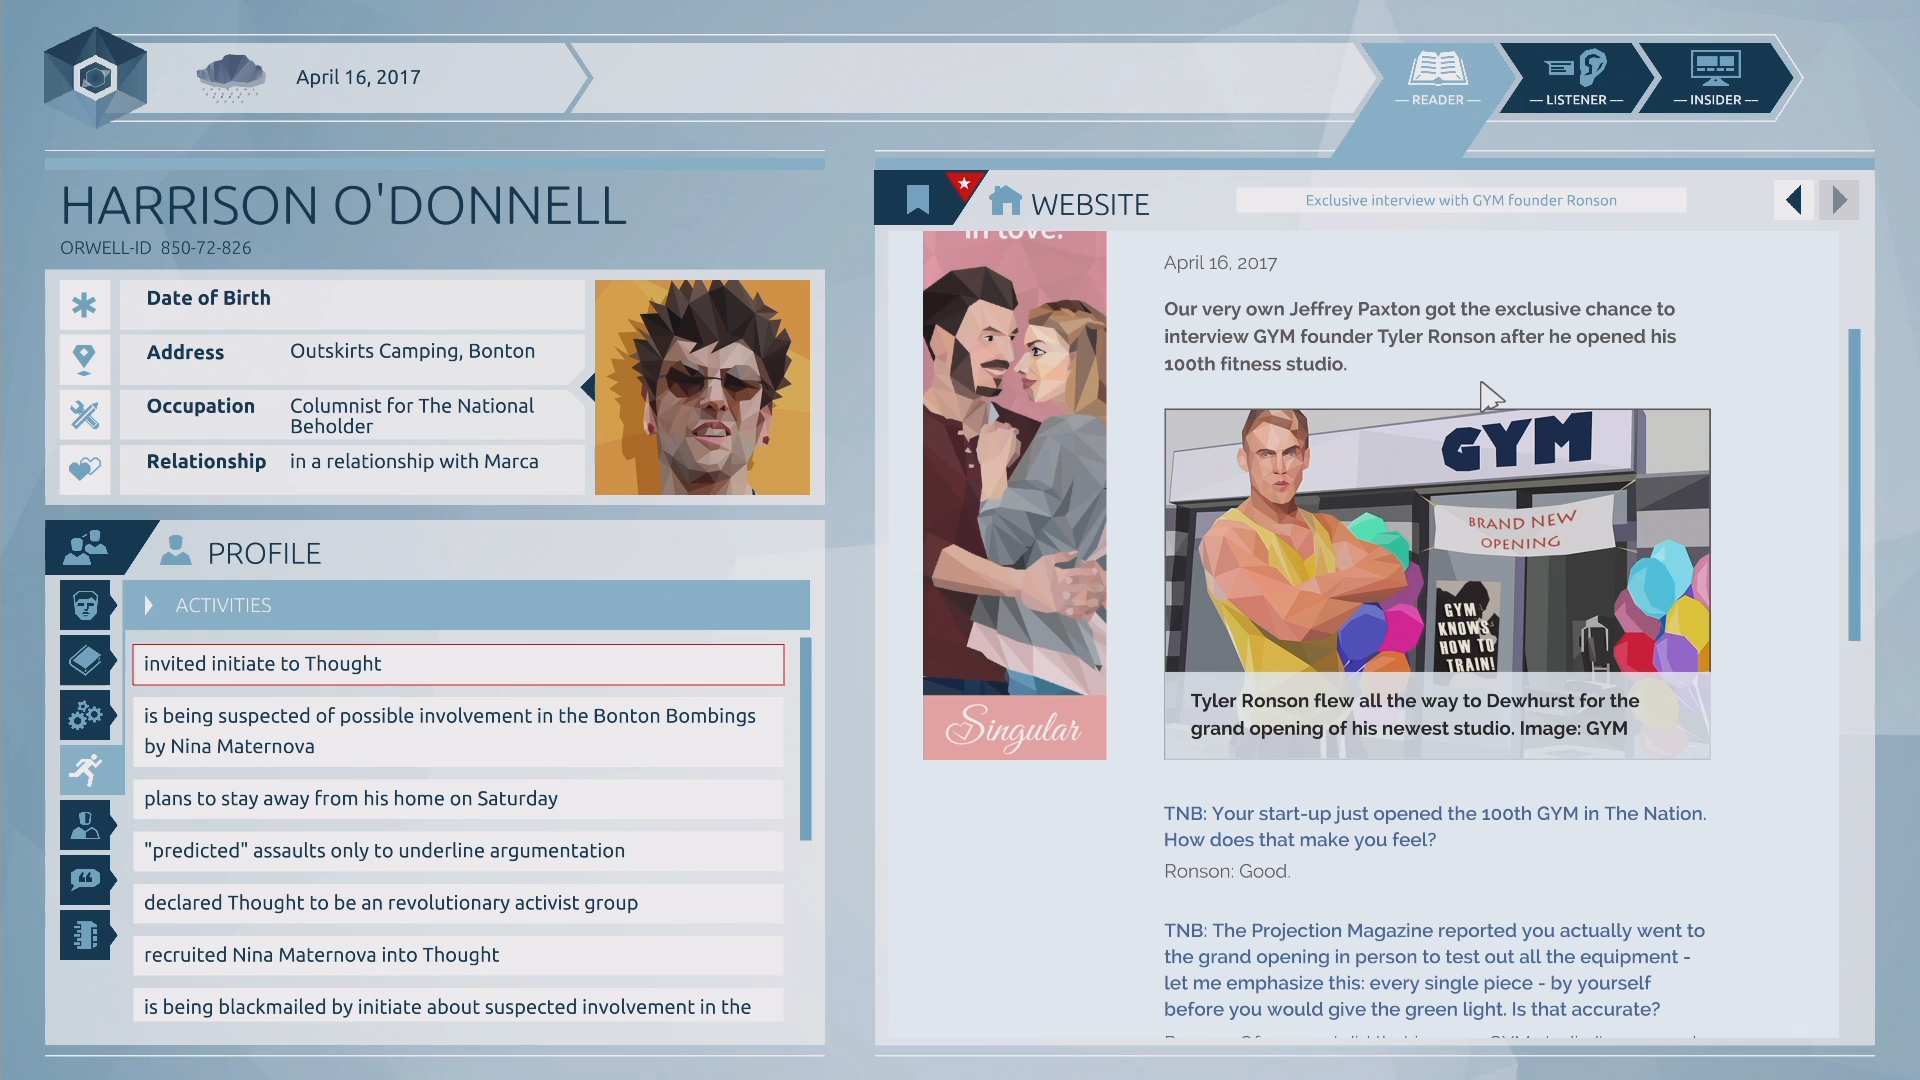 April 16, 2017
— READER —
— LISTENER —
— INSIDER —
HARRISON O'DONNELL
ORWELL-ID 850-72-826
Date of Birth
Address Outskirts Camping, Bonton
Occupation Columnist for The National
Beholder
Relationship in a relationship with Marca
PROFILE
ACTIVITIES
invited initiate to Thought
is being suspected of possible involvement in the Bonton Bombings
by Nina Maternova
plans to stay away from his home on Saturday
"predicted" assaults only to underline argumentation
declared Thought to be an revolutionary activist group
recruited Nina Maternova into Thought
is being blackmailed by initiate about suspected involvement in the
WEBSITE
Exclusive interview with GYM founder Ronson
in love.
Singular
April 16, 2017
Our very own Jeffrey Paxton got the exclusive chance to
interview GYM founder Tyler Ronson after he opened his
100th fitness studio.
GYM
BRAND NEW
OPENING
GYM
KNOWS
HOW TO
TRAIN!
Tyler Ronson flew all the way to Dewhurst for the
grand opening of his newest studio. Image: GYM
TNB: Your start-up just opened the 100th GYM in The Nation.
How does that make you feel?
Ronson: Good.
TNB: The Projection Magazine reported you actually went to
the grand opening in person to test out all the equipment -
let me emphasize this: every single piece - by yourself
before you would give the green light. Is that accurate?